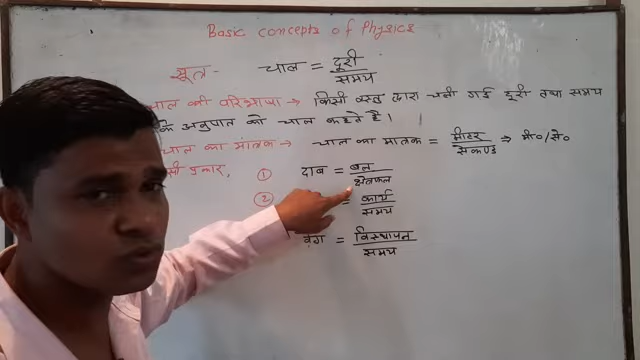 Basic concepts of Physics
सूत्र - चाल = दूरी / समय
चाल की परिभाषा → किसी वस्तु द्वारा चली गई दूरी तथा समय
के अनुपात को चाल कहते है।
चाल का मात्रक → चाल का मात्रक = मीटर / सेकण्ड ⇒ मी०/से०
सी प्रकार, ① दाब = बल / क्षेत्रफल
② = कार्य / समय
वेग = विस्थापन / समय